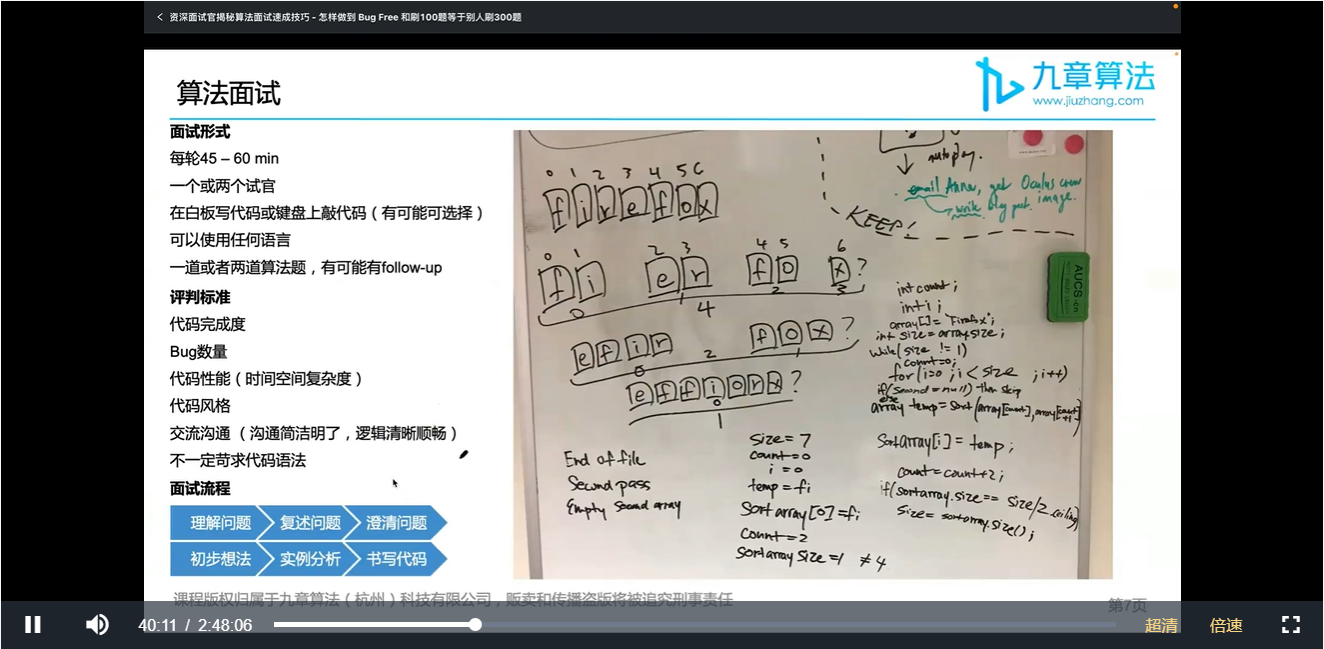 资深面试官揭秘算法面试速成技巧 - 怎样做到 Bug Free 和刷100题等于别人刷300题
算法面试
九章算法
www.jiuzhang.com
面试形式
每轮45 – 60 min
一个或两个试官
在白板写代码或键盘上敲代码（有可能可选择）
可以使用任何语言
一道或者两道算法题，有可能有follow-up
评判标准
代码完成度
Bug数量
代码性能（时间空间复杂度）
代码风格
交流沟通 （沟通简洁明了，逻辑清晰顺畅）
不一定苛求代码语法
面试流程
理解问题 复述问题 澄清问题
初步想法 实例分析 书写代码
autoplay.
email Anna, get Oculus
write blog post. image.
KEEP!
0 1 2 3 4 5 6
f i r e f o x
0 1 2 3 4 5 6
f i e r f o x ?
0 1 2 3
4
e f i r f o x ?
0 2 1
e f f i o r x ?
0
1
End of file
Second pass
Empty second array
size = 7
count = 0
i = 0
temp = fi
Sortarray[0] = fi
count = 2
Sortarray size = 1 ≠ 4
int count;
int i;
array[] = "Firefox";
int size = array size;
while(size != 1)
count = 0;
for(i=0; i < size ; i++)
if(second = null) then skip
else
array temp = sort(array[count], array[count+1])
Sortarray[i] = temp;
count = count+2;
if(sortarray.size == size/2.ceiling)
size = sortarray.size();
AUCS
课程版权归属于九章算法（杭州）科技有限公司，贩卖和传播盗版将被追究刑事责任
第7页
40:11 / 2:48:06
超清
倍速